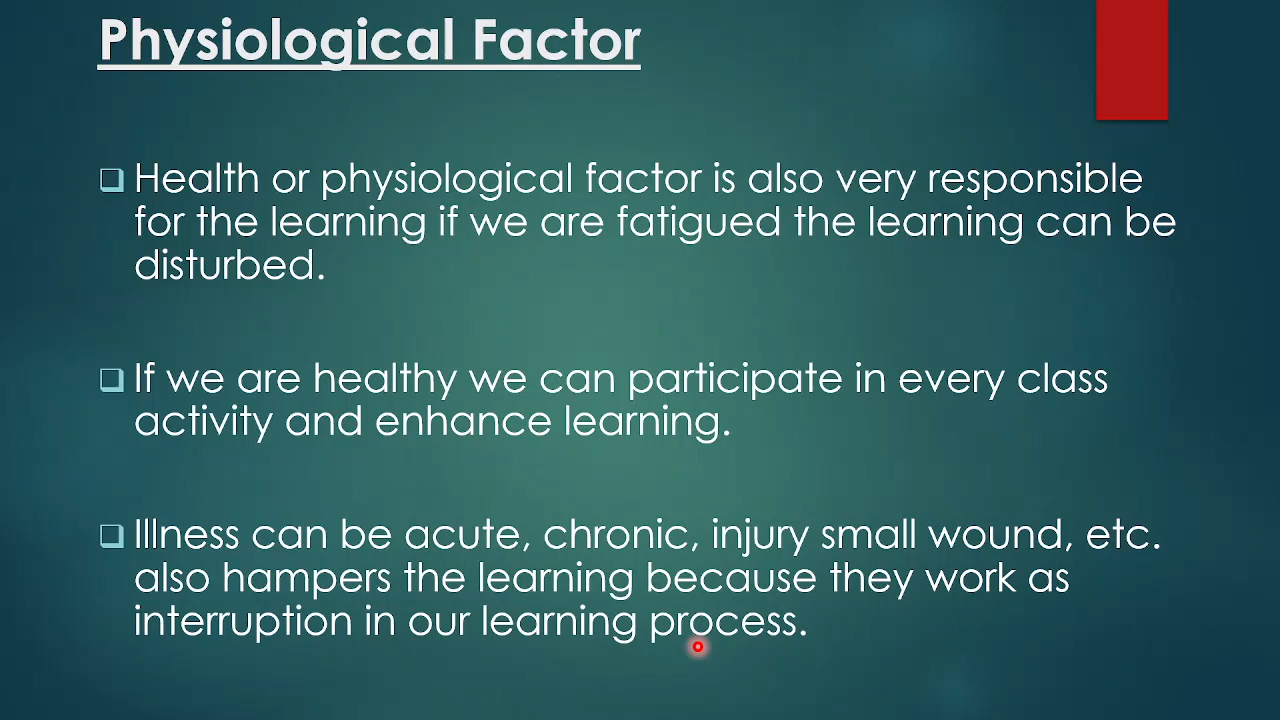 Physiological Factor
Health or physiological factor is also very responsible
for the learning if we are fatigued the learning can be
disturbed.
If we are healthy we can participate in every class
activity and enhance learning.
Illness can be acute, chronic, injury small wound, etc.
also hampers the learning because they work as
interruption in our learning process.